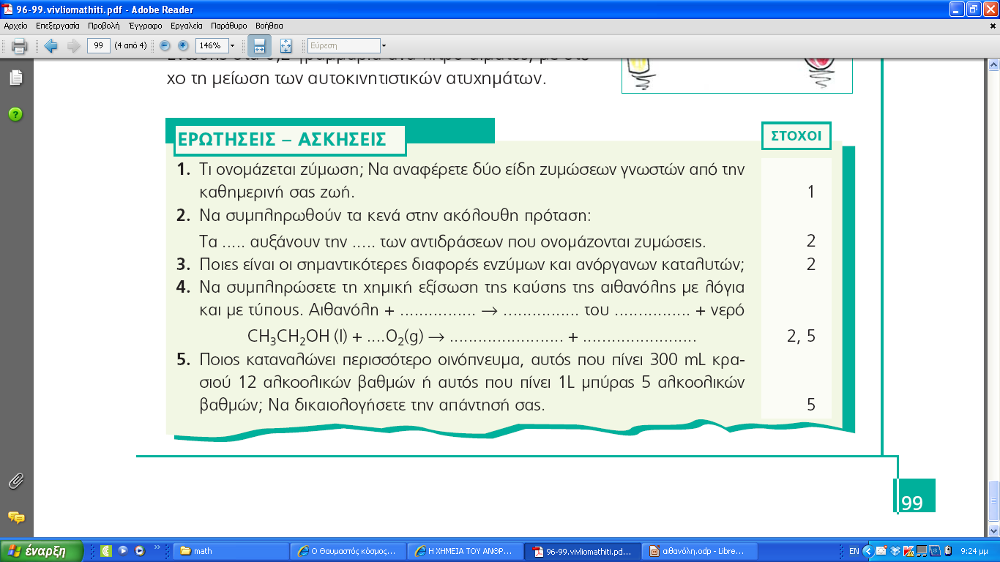 96-99.vivliomathiti.pdf - Adobe Reader
Αρχείο Επεξεργασία Προβολή Έγγραφο Εργαλεία Παράθυρο Βοήθεια
99 (4 από 4) 146% Εύρεση
χο τη μείωση των αυτοκινητιστικών ατυχημάτων.
ΕΡΩΤΗΣΕΙΣ – ΑΣΚΗΣΕΙΣ
ΣΤΟΧΟΙ
1. Τι ονομάζεται ζύμωση; Να αναφέρετε δύο είδη ζυμώσεων γνωστών από την
καθημερινή σας ζωή. 1
2. Να συμπληρωθούν τα κενά στην ακόλουθη πρόταση:
Τα ..... αυξάνουν την ..... των αντιδράσεων που ονομάζονται ζυμώσεις. 2
3. Ποιες είναι οι σημαντικότερες διαφορές ενζύμων και ανόργανων καταλυτών; 2
4. Να συμπληρώσετε τη χημική εξίσωση της καύσης της αιθανόλης με λόγια
και με τύπους. Αιθανόλη + ................ → ................ του ................ + νερό
CH₃CH₂OH (l) + ....O₂(g) → ........................ + ........................ 2, 5
5. Ποιος καταναλώνει περισσότερο οινόπνευμα, αυτός που πίνει 300 mL κρα-
σιού 12 αλκοολικών βαθμών ή αυτός που πίνει 1L μπύρας 5 αλκοολικών
βαθμών; Να δικαιολογήσετε την απάντησή σας. 5
99
έναρξη math Ο Θαυμαστός κόσμος... Η ΧΗΜΕΙΑ ΤΟΥ ΑΝΘΡ... 96-99.vivliomathiti.pd... αιθανόλη.odp - Libre... EN 9:24 μμ